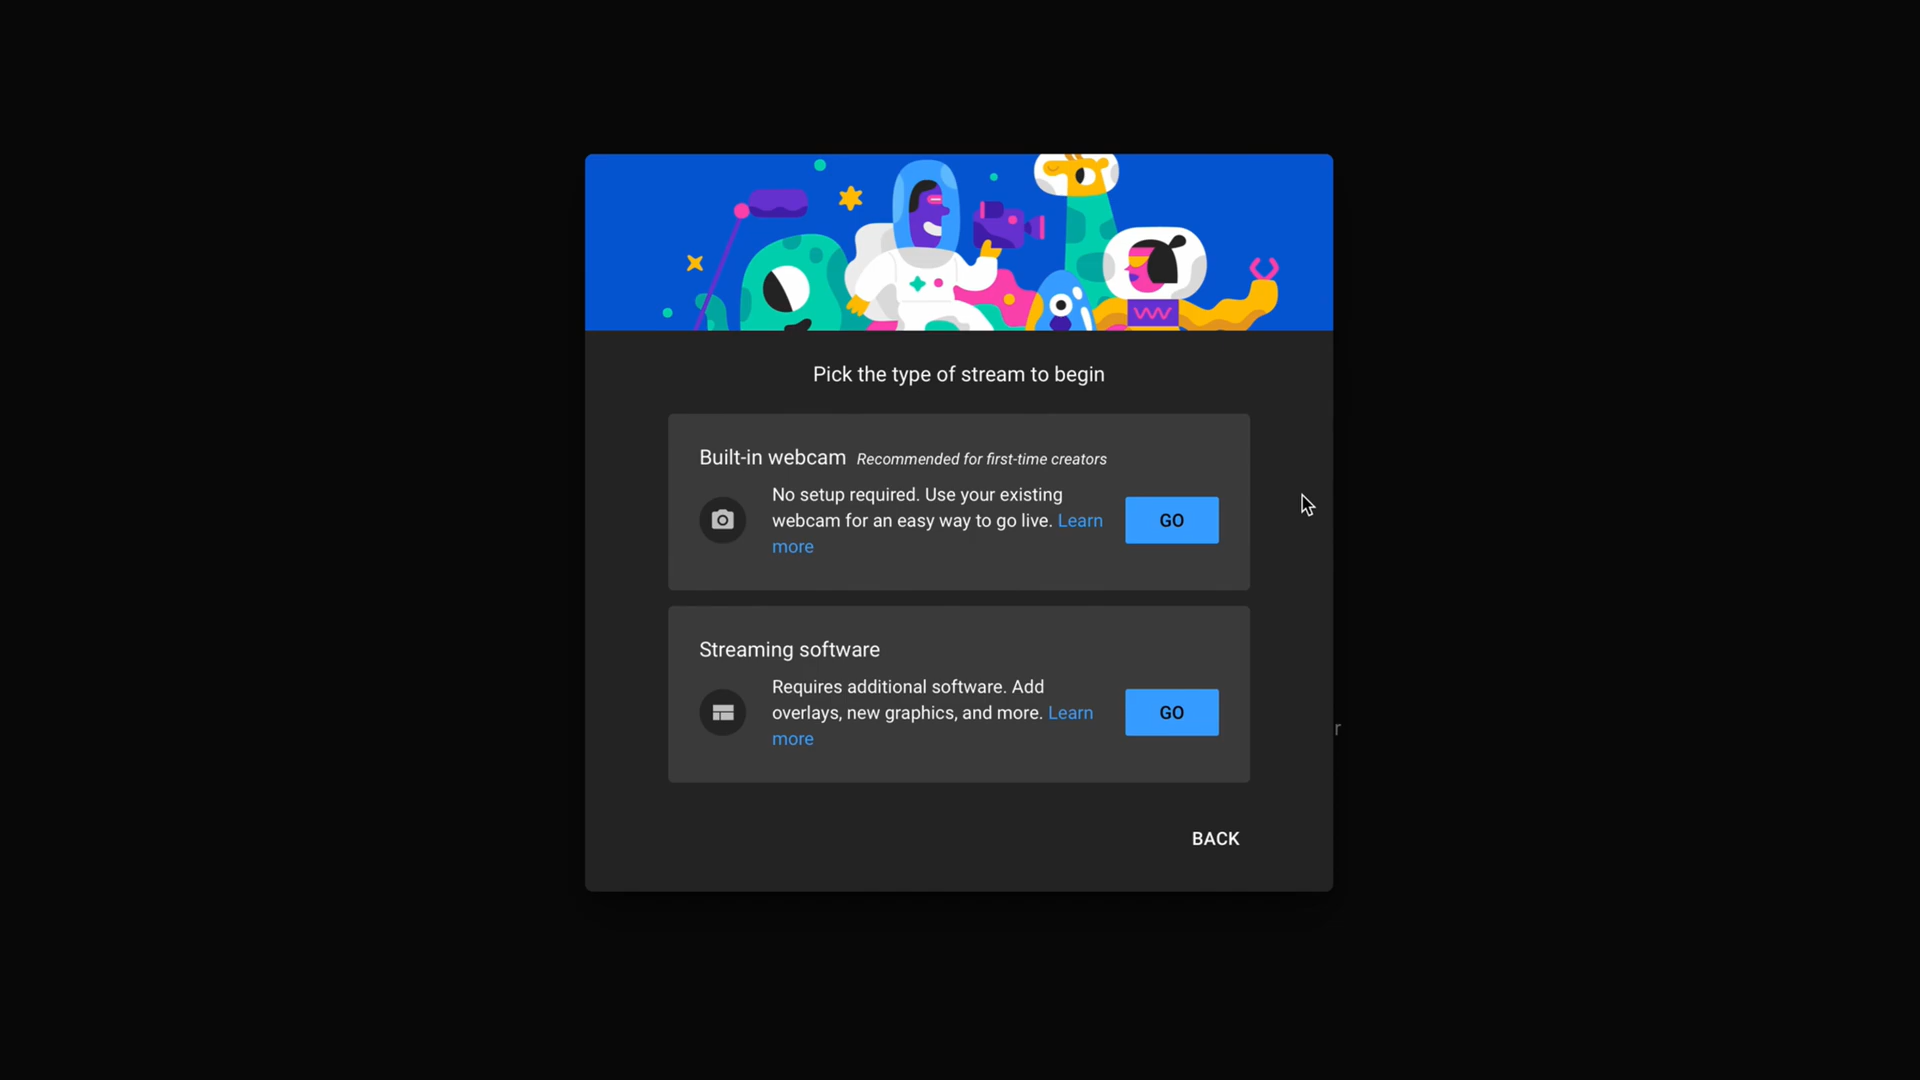 Pick the type of stream to begin
Built-in webcam Recommended for first-time creators
No setup required. Use your existing
webcam for an easy way to go live. Learn
more
GO
Streaming software
Requires additional software. Add
overlays, new graphics, and more. Learn
more
GO
r
BACK